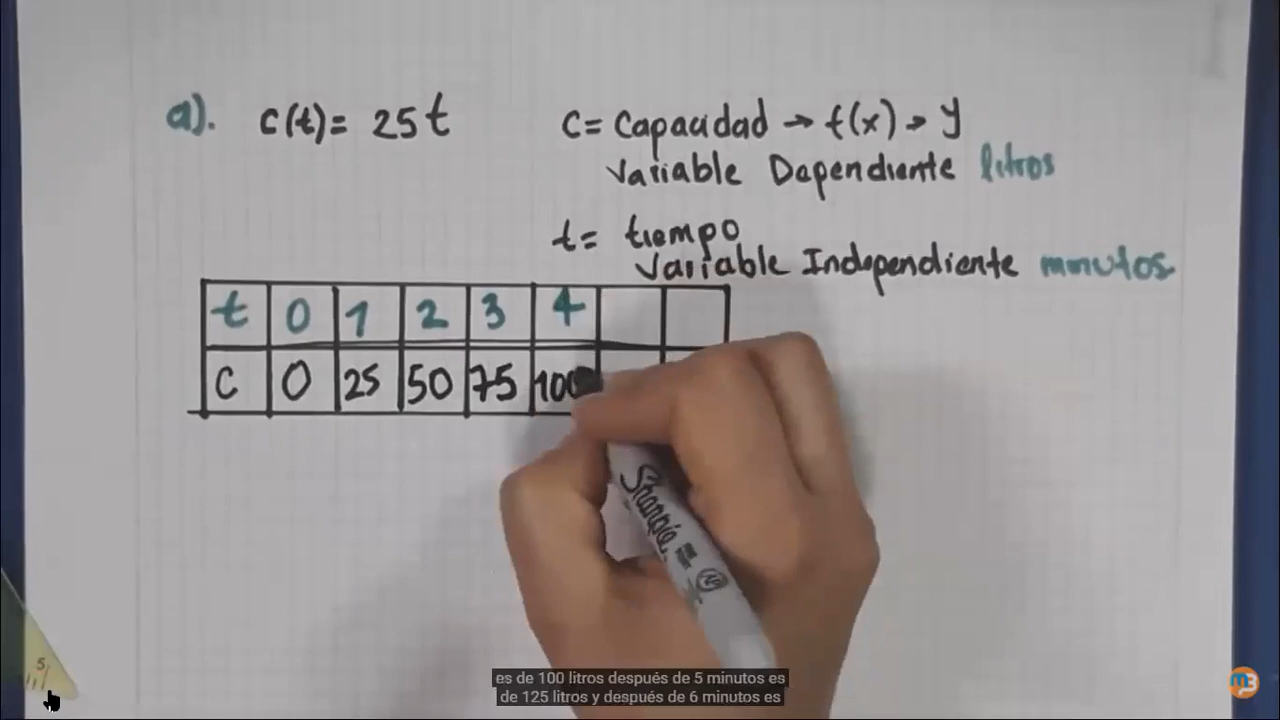 a). c(t)= 25t
C= Capacidad → f(x) → y
Variable Dependiente litros
t= tiempo
Variable Independiente minutos
t 0 1 2 3 4
C 0 25 50 75 100
Sharpie
5
es de 100 litros después de 5 minutos es
de 125 litros y después de 6 minutos es